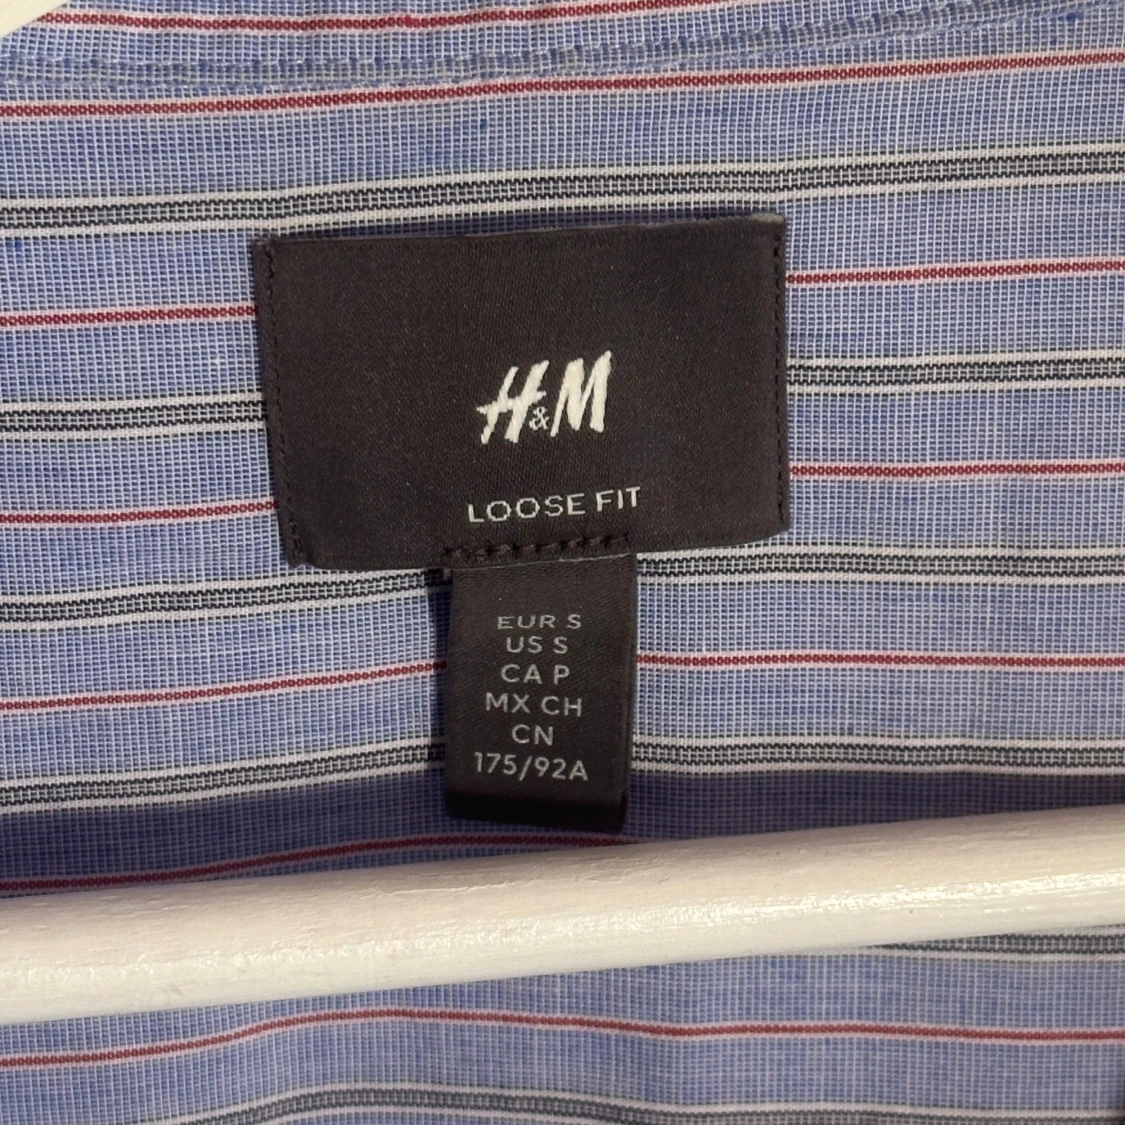 H&M
LOOSE FIT
EUR S
US S
CA P
MX CH
CN
175/92A